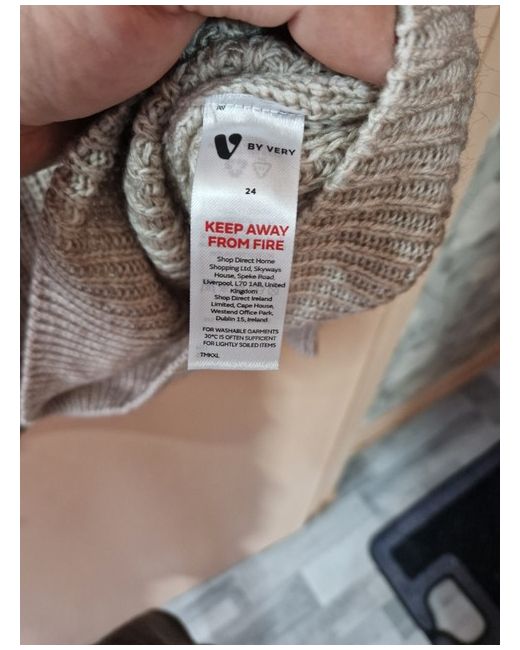 V BY VERY
24
KEEP AWAY
FROM FIRE
Shop Direct Home
Shopping Ltd, Skyways
House, Speke Road,
Liverpool, L70 1AB, United
Kingdom
Shop Direct Ireland
Limited, Cape House,
Westend Office Park,
Dublin 15, Ireland.
FOR WASHABLE GARMENTS
30°C IS OFTEN SUFFICIENT
FOR LIGHTLY SOILED ITEMS
TMKXL